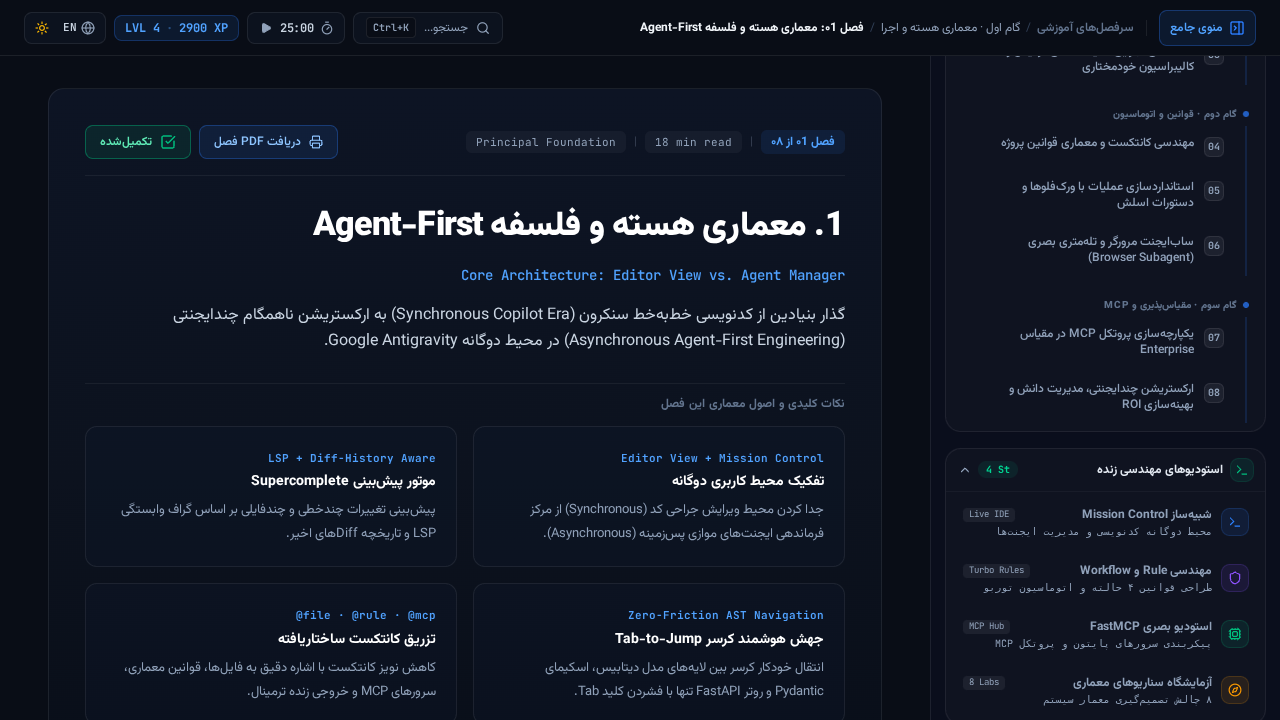 منوی جامع
سرفصل‌های آموزشی / گام اول · معماری هسته و اجرا / فصل ۰۱: معماری هسته و فلسفه Agent-First
جستجو... Ctrl+K
25:00
LVL 4 · 2900 XP
EN
کالیبراسیون خودمختاری
گام دوم · قوانین و اتوماسیون
04 مهندسی کانتکست و معماری قوانین پروژه
05 استانداردسازی عملیات با ورک‌فلوها و
دستورات اسلش
06 ساب‌ایجنت مرورگر و تله‌متری بصری
(Browser Subagent)
گام سوم · مقیاس‌پذیری و MCP
07 یکپارچه‌سازی پروتکل MCP در مقیاس
Enterprise
08 ارکستریشن چندایجنتی، مدیریت دانش و
بهینه‌سازی ROI
استودیوهای مهندسی زنده 4 St
شبیه‌ساز Mission Control Live IDE
محیط دوگانه کدنویسی و مدیریت ایجنت‌ها
مهندسی Rule و Workflow Turbo Rules
طراحی قوانین ۴ حالته و اتوماسیون توربو
استودیو بصری FastMCP MCP Hub
پیکربندی سرورهای پایتون و پروتکل MCP
آزمایشگاه سناریوهای معماری 8 Labs
۸ چالش تصمیم‌گیری معمار سیستم
فصل ۰۱ از ۰۸ | 18 min read | Principal Foundation
دریافت PDF فصل
تکمیل‌شده
1. معماری هسته و فلسفه Agent-First
Core Architecture: Editor View vs. Agent Manager
گذار بنیادین از کدنویسی خط‌به‌خط سنکرون (Synchronous Copilot Era) به ارکستریشن ناهمگام چندایجنتی
(Asynchronous Agent-First Engineering) در محیط دوگانه Google Antigravity.
نکات کلیدی و اصول معماری این فصل
Editor View + Mission Control
تفکیک محیط کاربری دوگانه
جدا کردن محیط ویرایش جراحی کد (Synchronous) از مرکز
فرماندهی ایجنت‌های موازی پس‌زمینه (Asynchronous).
LSP + Diff-History Aware
موتور پیش‌بینی Supercomplete
پیش‌بینی تغییرات چندخطی و چندفایلی بر اساس گراف وابستگی
LSP و تاریخچه Diffهای اخیر.
Zero-Friction AST Navigation
جهش هوشمند کرسر Tab-to-Jump
انتقال خودکار کرسر بین لایه‌های مدل دیتابیس، اسکیمای
Pydantic و روتر FastAPI تنها با فشردن کلید Tab.
@file · @rule · @mcp
تزریق کانتکست ساختاریافته
کاهش نویز کانتکست با اشاره دقیق به فایل‌ها، قوانین معماری،
سرورهای MCP و خروجی زنده ترمینال.